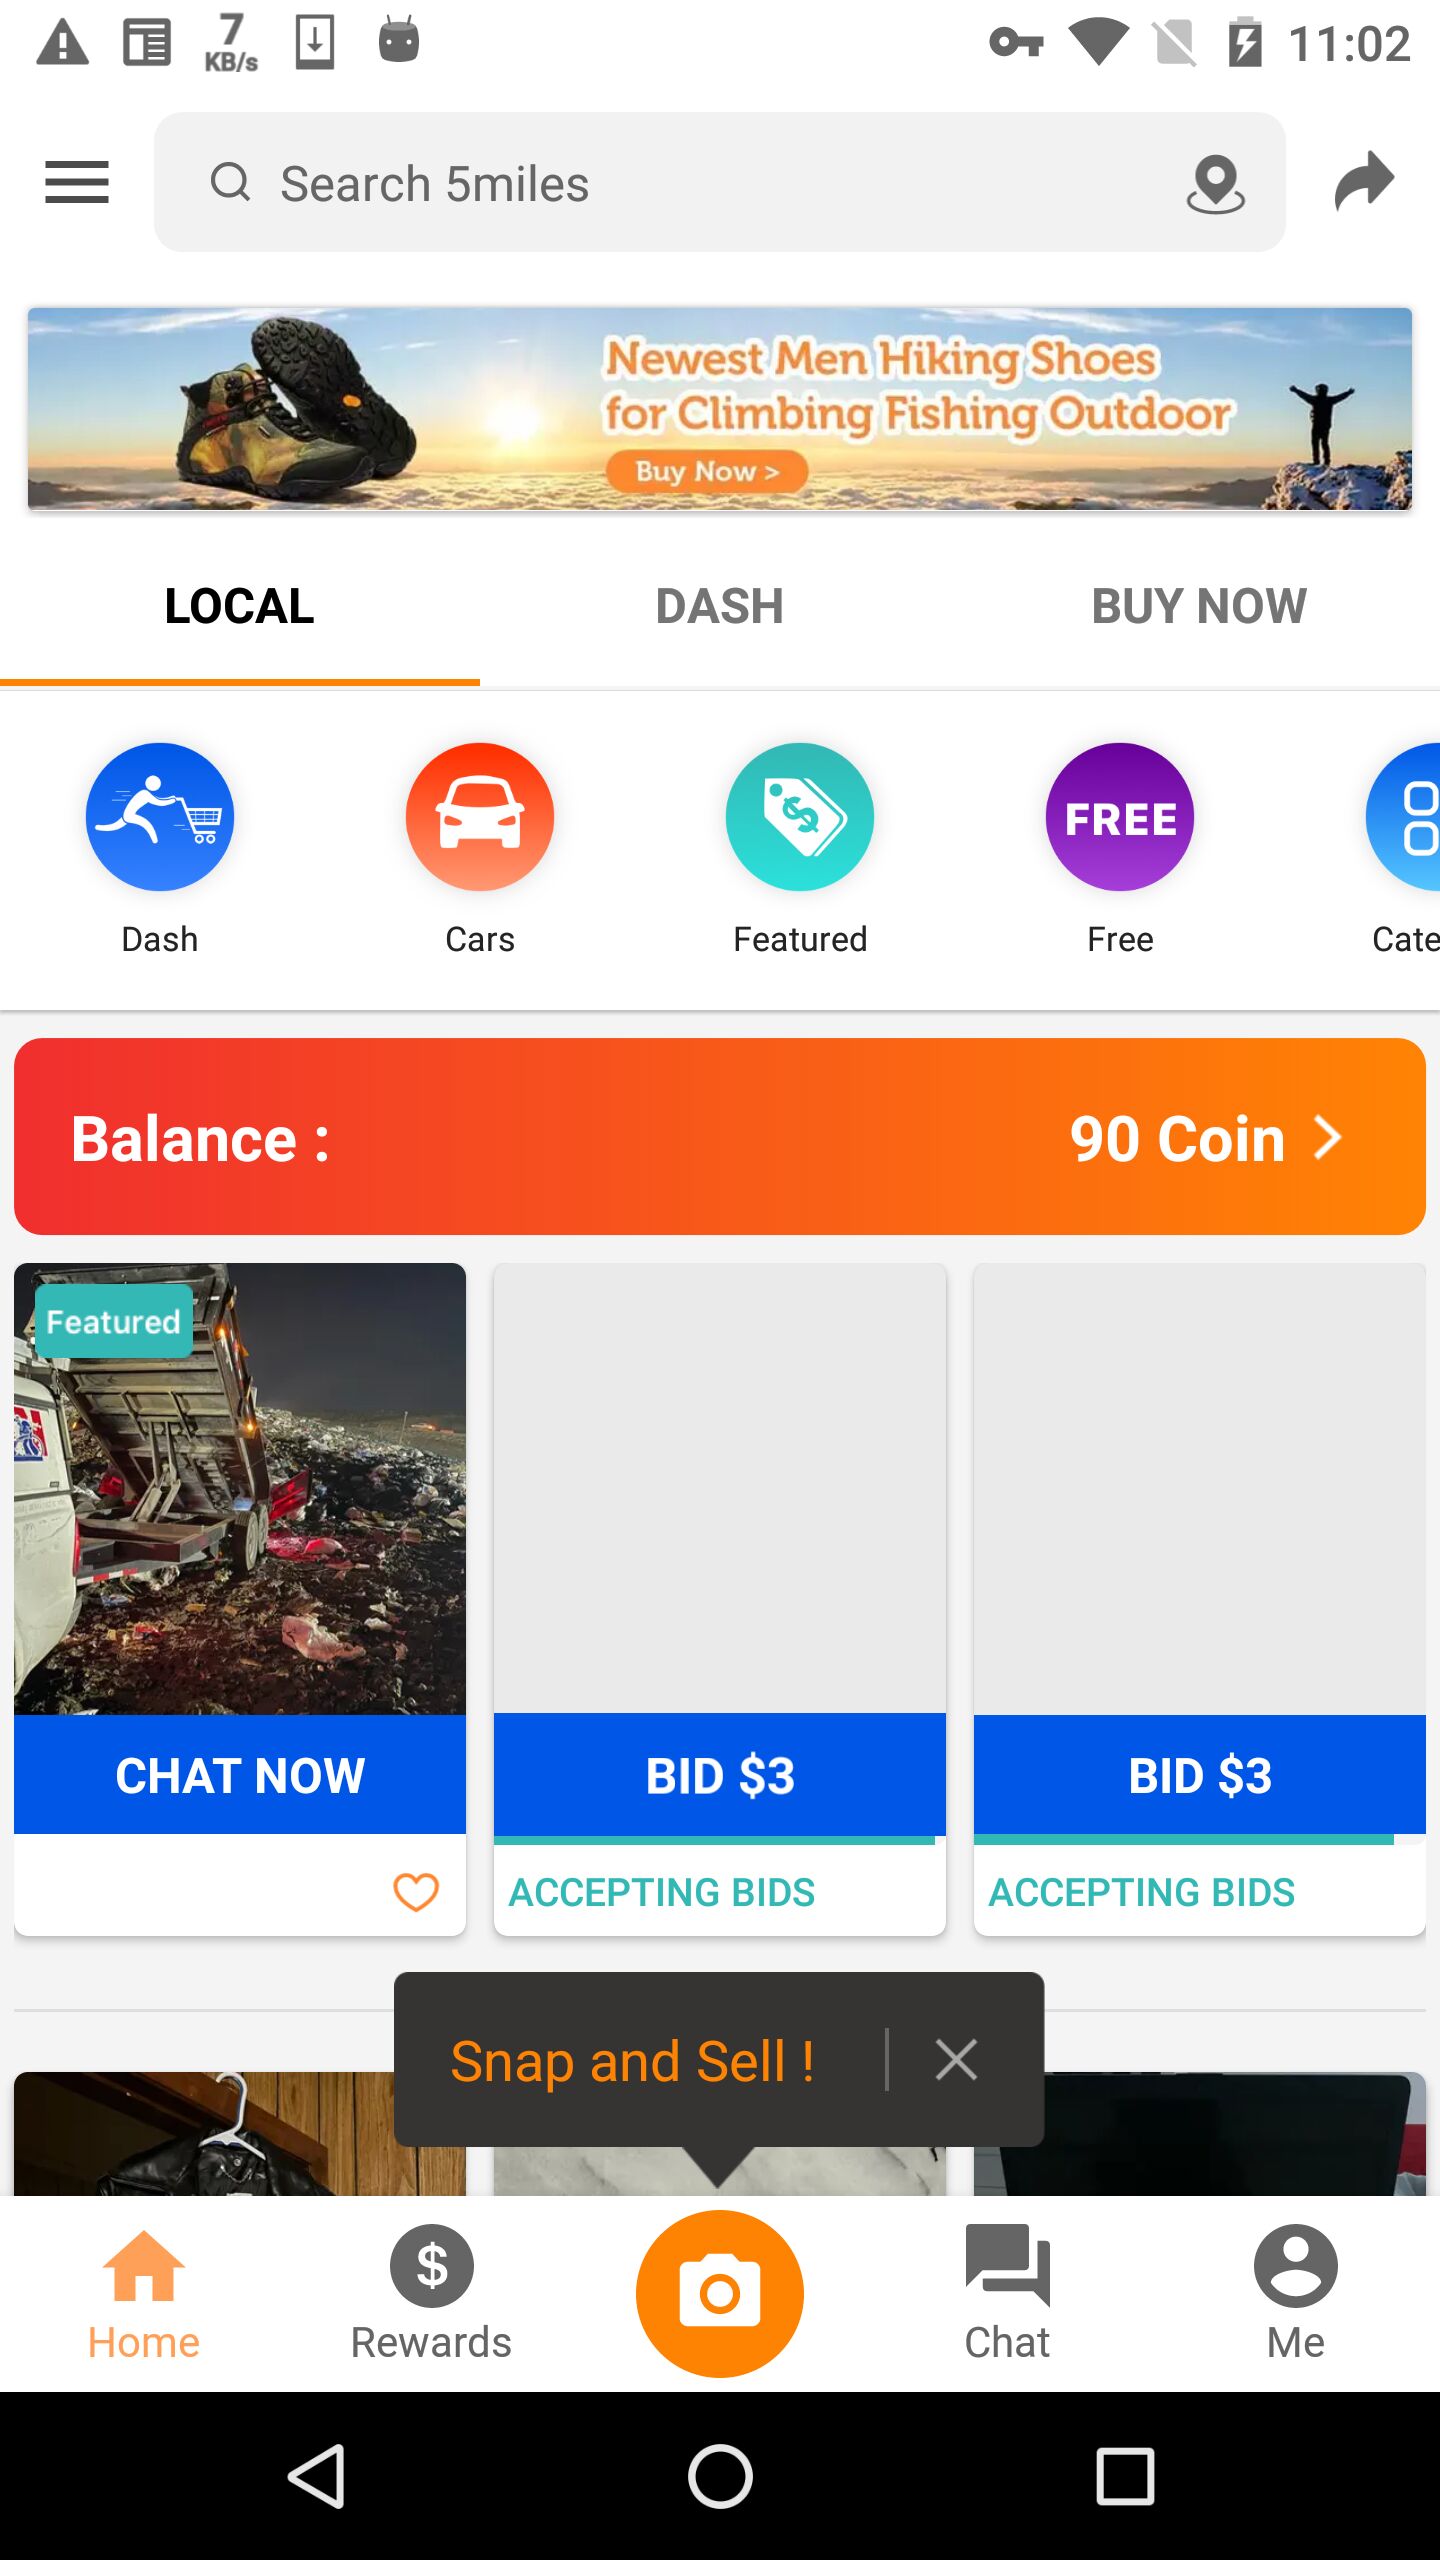 7
KB/s
11:02
Search 5miles
Newest Men Hiking Shoes
for Climbing Fishing Outdoor
Buy Now >
LOCAL
DASH
BUY NOW
FREE
Dash
Cars
Featured
Free
Cate
Balance :
90 Coin
Featured
CHAT NOW
BID $3
BID $3
ACCEPTING BIDS
ACCEPTING BIDS
Snap and Sell !
Home
Rewards
Chat
Me